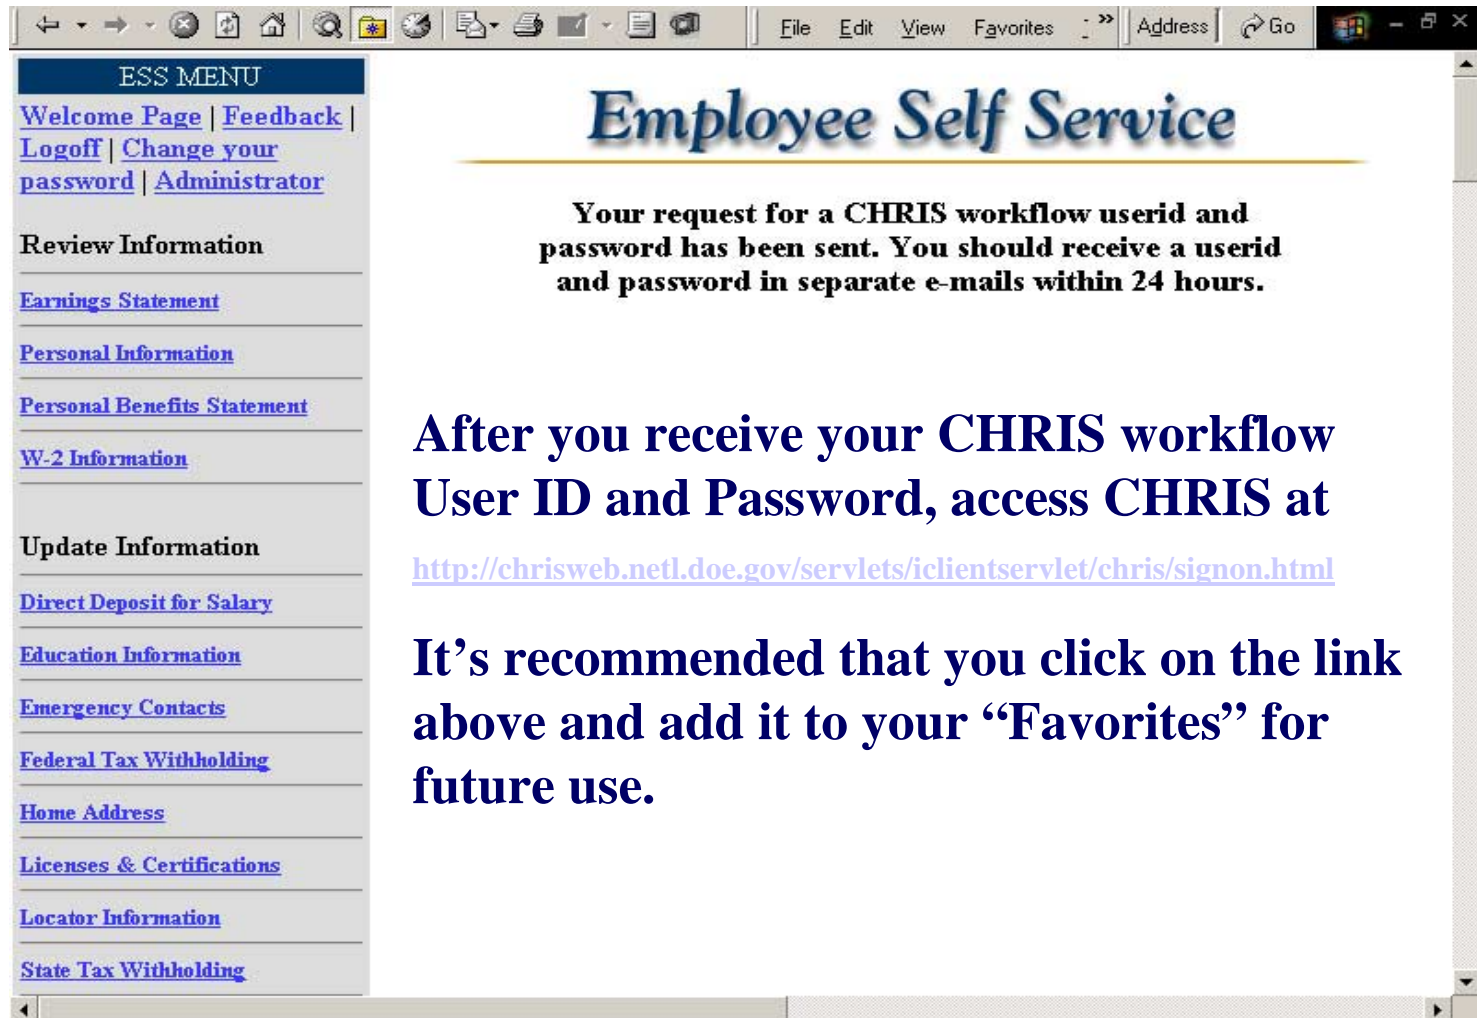 File Edit View Favorites » Address Go
ESS MENU
Welcome Page | Feedback |
Logoff | Change your
password | Administrator
Review Information
Earnings Statement
Personal Information
Personal Benefits Statement
W-2 Information
Update Information
Direct Deposit for Salary
Education Information
Emergency Contacts
Federal Tax Withholding
Home Address
Licenses & Certifications
Locator Information
State Tax Withholding
Employee Self Service
Your request for a CHRIS workflow userid and
password has been sent. You should receive a userid
and password in separate e-mails within 24 hours.
After you receive your CHRIS workflow
User ID and Password, access CHRIS at
http://chrisweb.netl.doe.gov/servlets/iclientservlet/chris/signon.html
It’s recommended that you click on the link
above and add it to your “Favorites” for
future use.